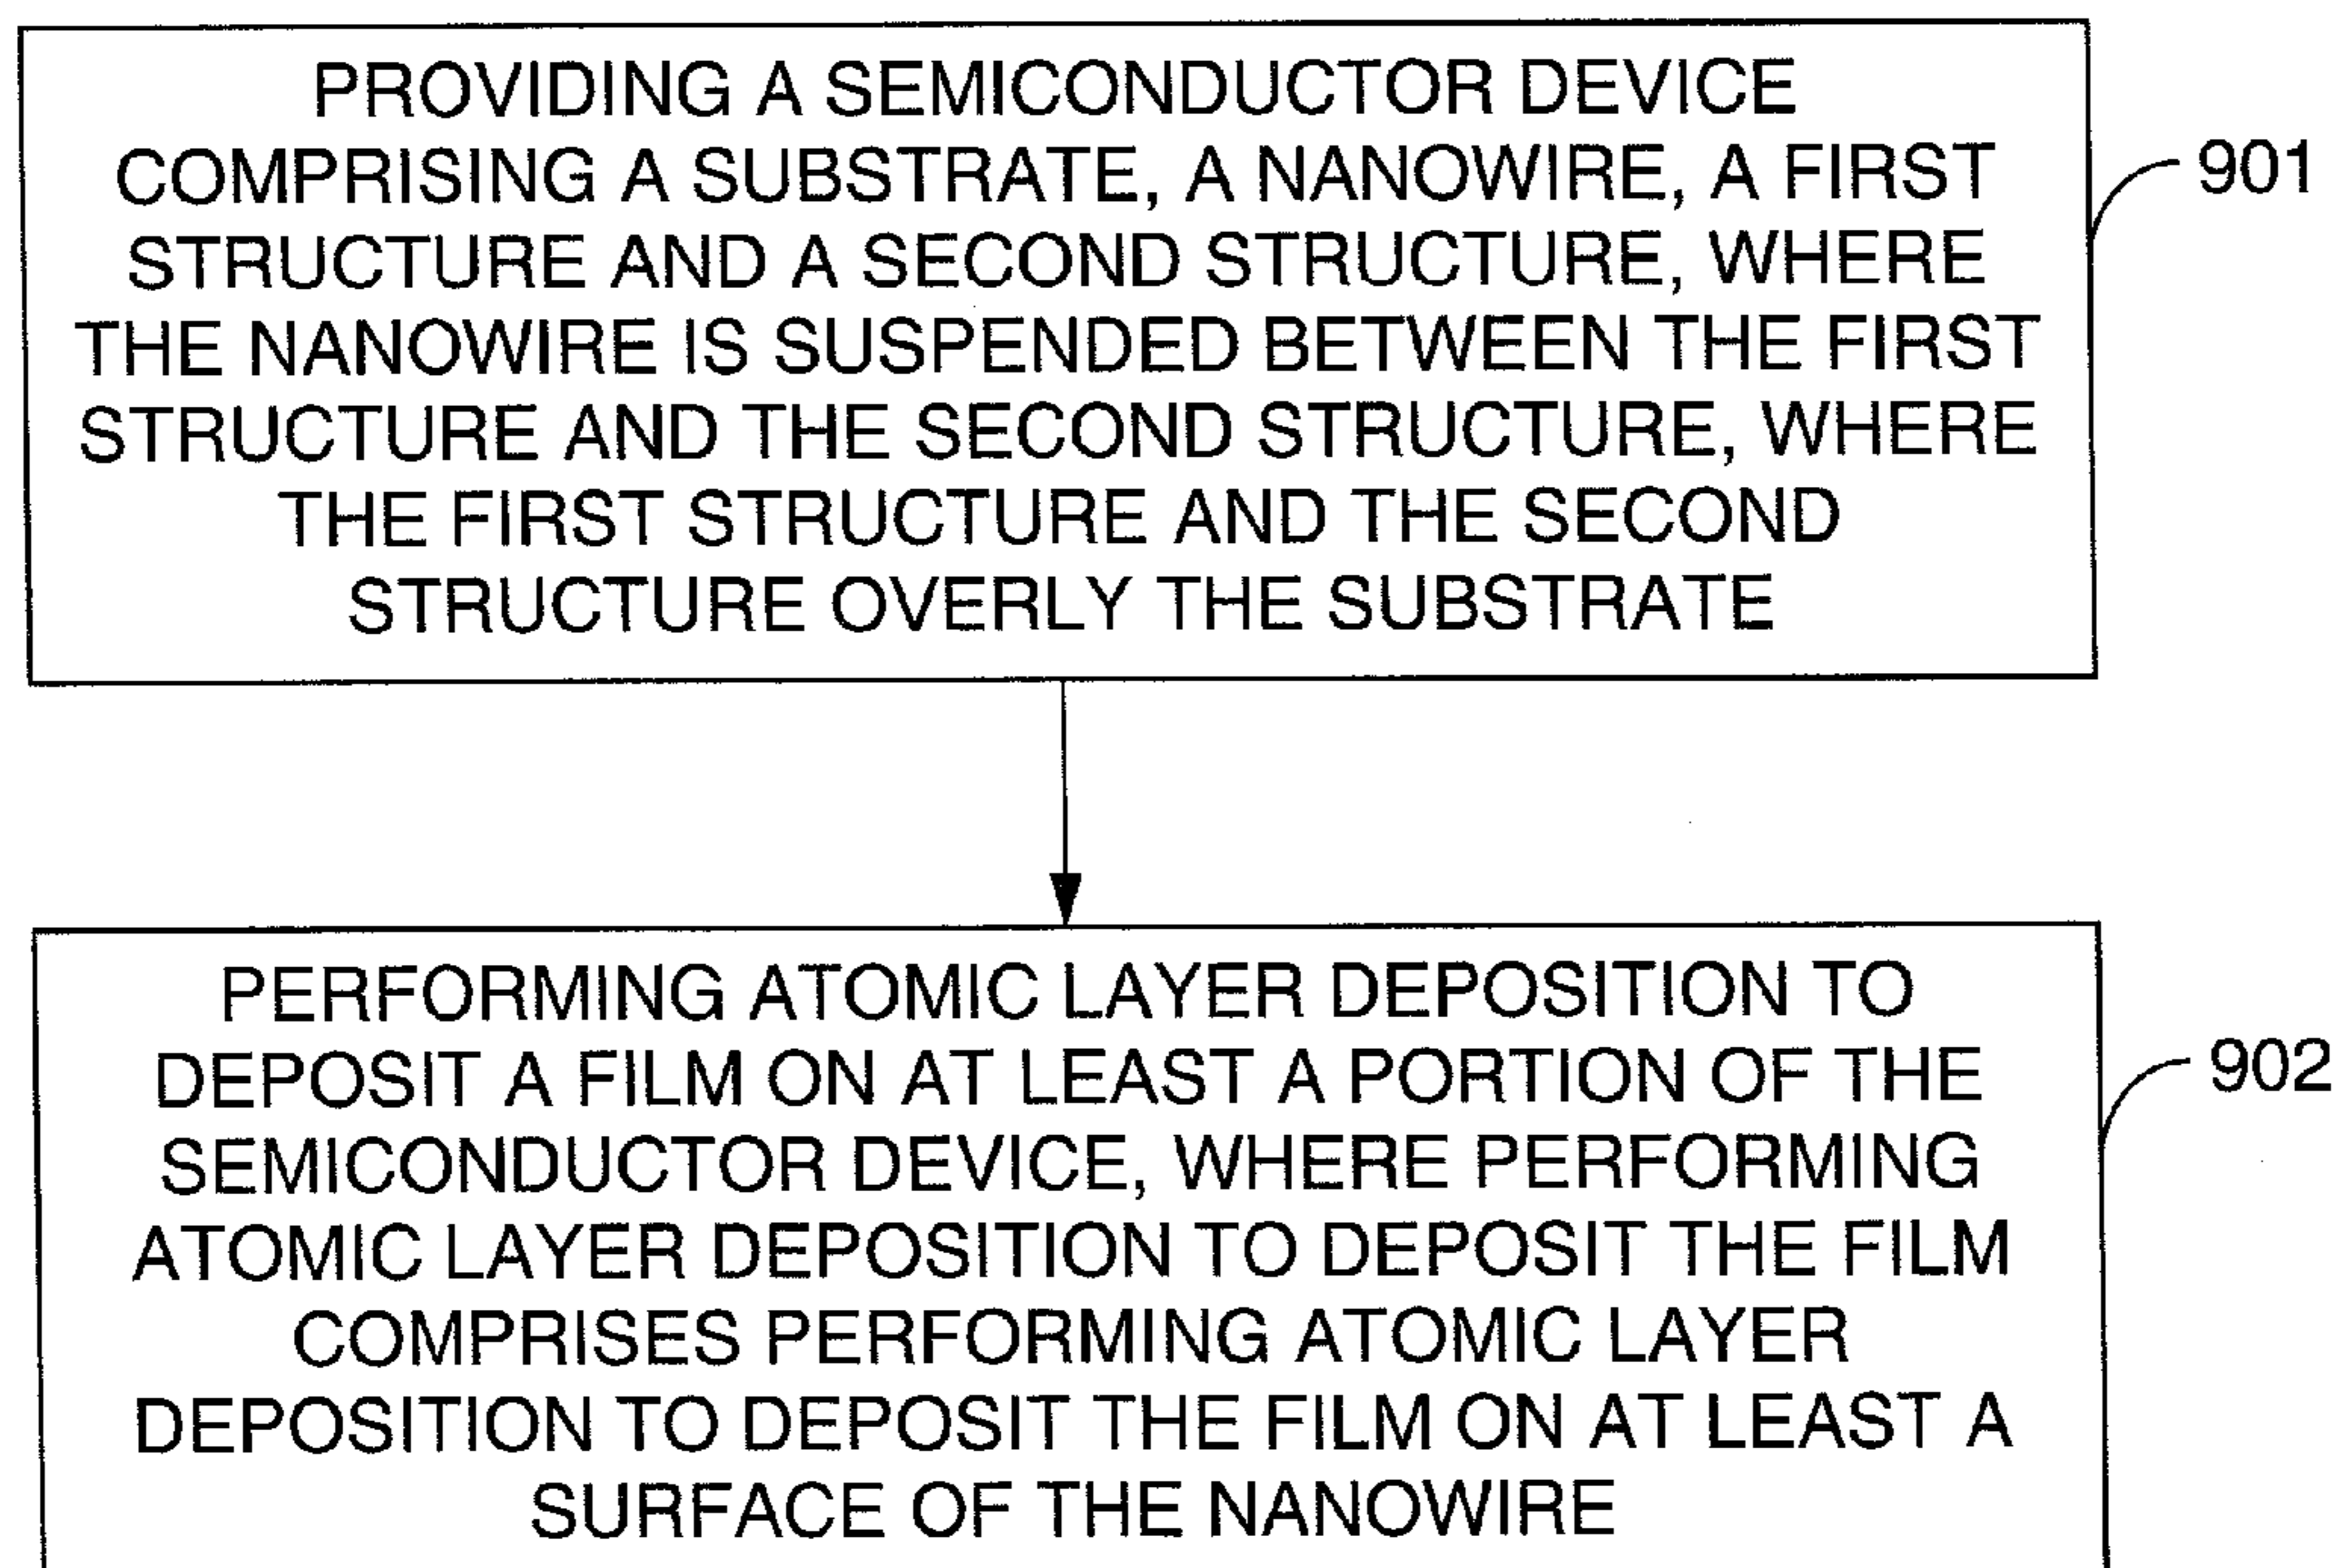 PROVIDING A SEMICONDUCTOR DEVICE
COMPRISING A SUBSTRATE, A NANOWIRE, A FIRST
STRUCTURE AND A SECOND STRUCTURE, WHERE
THE NANOWIRE IS SUSPENDED BETWEEN THE FIRST
STRUCTURE AND THE SECOND STRUCTURE, WHERE
THE FIRST STRUCTURE AND THE SECOND
STRUCTURE OVERLY THE SUBSTRATE
901
PERFORMING ATOMIC LAYER DEPOSITION TO
DEPOSIT A FILM ON AT LEAST A PORTION OF THE
SEMICONDUCTOR DEVICE, WHERE PERFORMING
ATOMIC LAYER DEPOSITION TO DEPOSIT THE FILM
COMPRISES PERFORMING ATOMIC LAYER
DEPOSITION TO DEPOSIT THE FILM ON AT LEAST A
SURFACE OF THE NANOWIRE
902